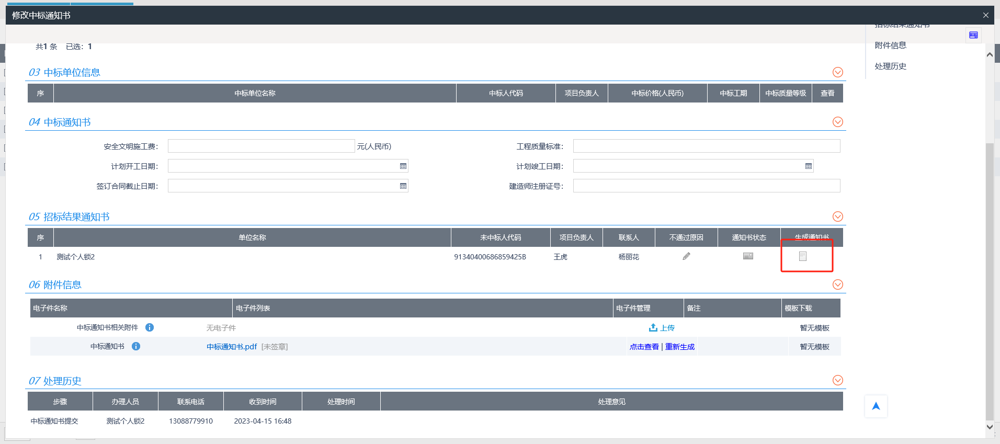 修改中标通知书
招标结果通知书
附件信息
处理历史
共1 条 已选：1
03 中标单位信息
序 中标单位名称 中标人代码 项目负责人 中标价格(人民币) 中标工期 中标质量等级 查看
04 中标通知书
安全文明施工费： 元(人民币) 工程质量标准：
计划开工日期： 计划竣工日期：
签订合同截止日期： 建造师注册证号：
05 招标结果通知书
序 单位名称 未中标人代码 项目负责人 联系人 不通过原因 通知书状态 生成通知书
1 测试个人锁2 91340400686859425B 王虎 杨丽花
06 附件信息
电子件名称 电子件列表 电子件管理 备注 模板下载
中标通知书相关附件 无电子件 上传 暂无模板
中标通知书 中标通知书.pdf [未签章] 点击查看 | 重新生成 暂无模板
07 处理历史
步骤 办理人员 联系电话 收到时间 处理时间 处理意见
中标通知书提交 测试个人锁2 13088779910 2023-04-15 16:48